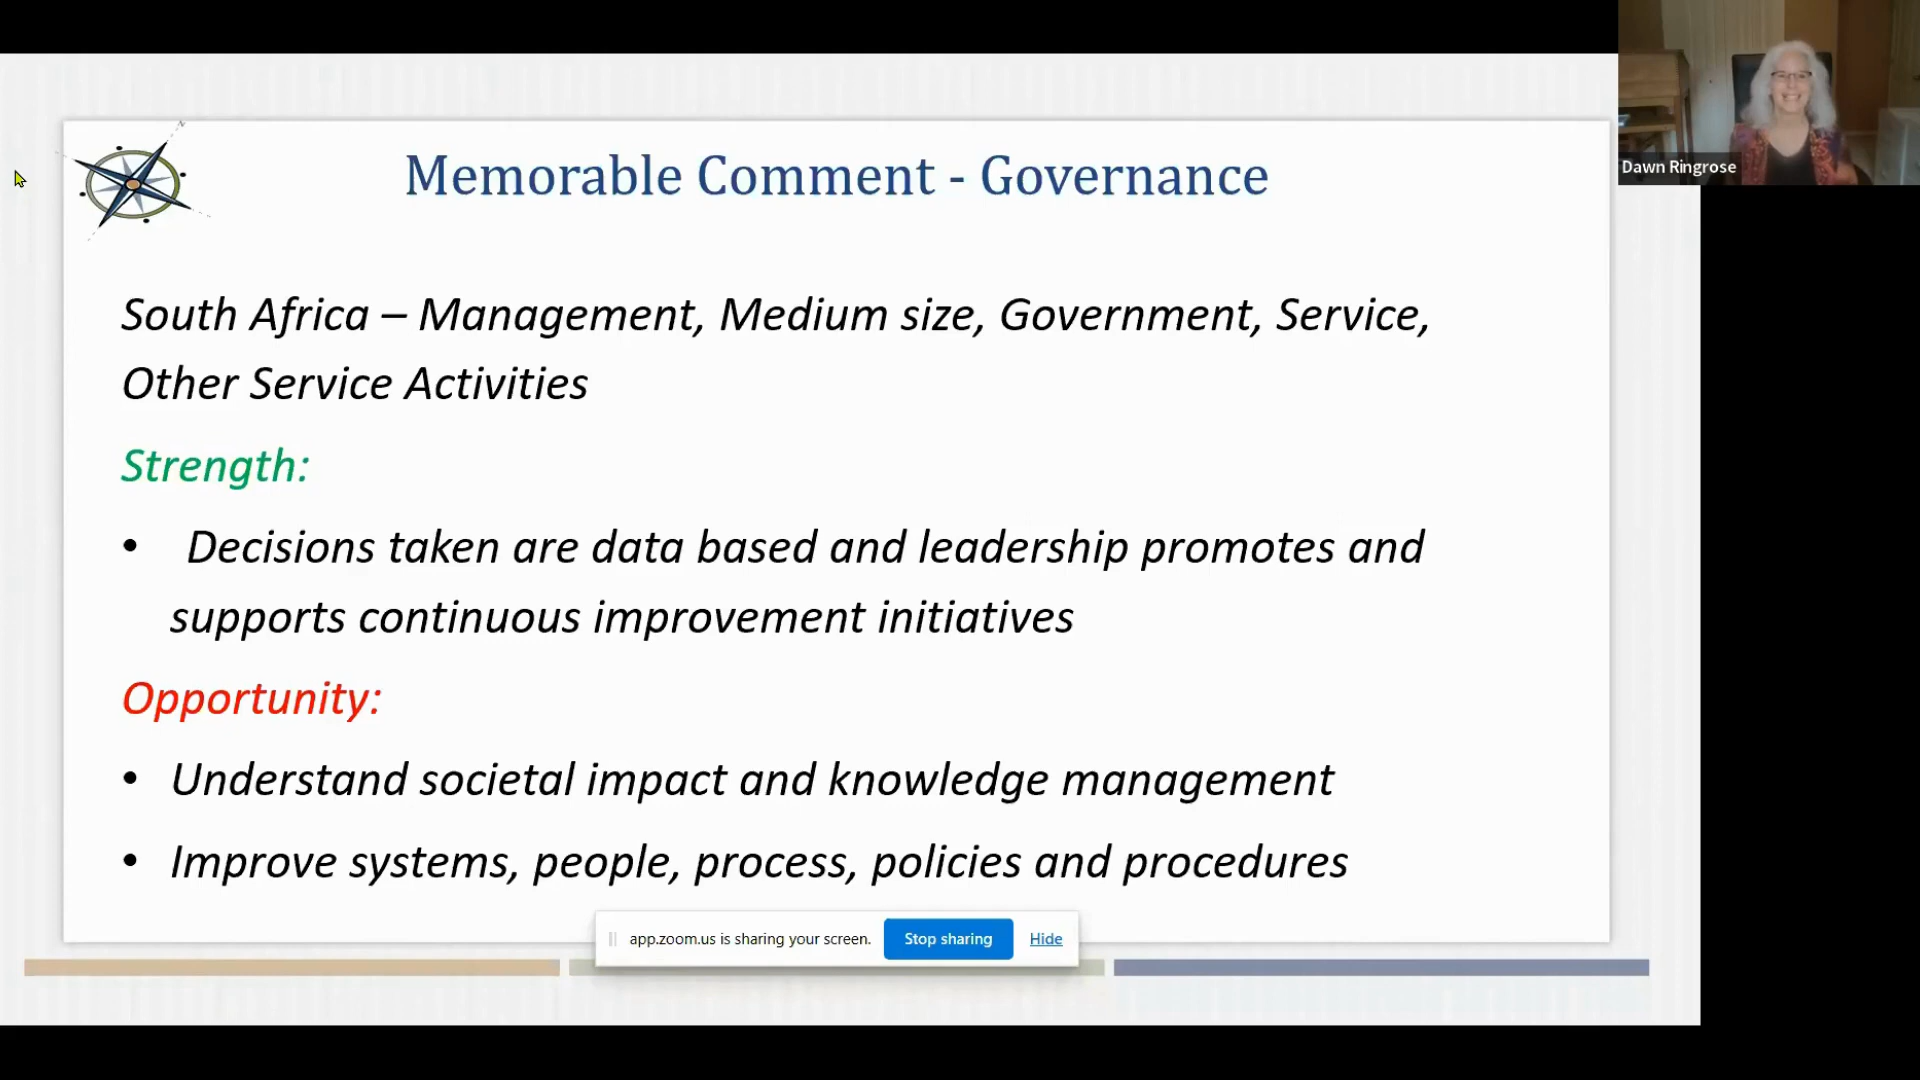 Memorable Comment - Governance
Dawn Ringrose
South Africa – Management, Medium size, Government, Service,
Other Service Activities
Strength:
• Decisions taken are data based and leadership promotes and
supports continuous improvement initiatives
Opportunity:
• Understand societal impact and knowledge management
• Improve systems, people, process, policies and procedures
app.zoom.us is sharing your screen.
Stop sharing
Hide